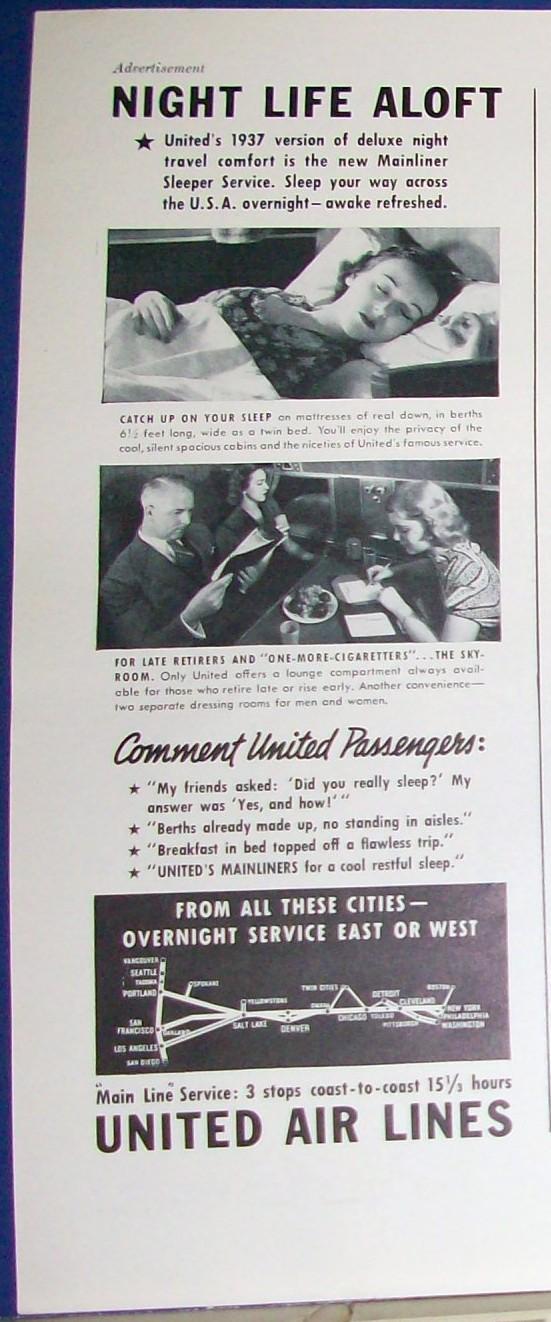 Advertisement
NIGHT LIFE ALOFT
★ United's 1937 version of deluxe night
travel comfort is the new Mainliner
Sleeper Service. Sleep your way across
the U.S.A. overnight—awake refreshed.
CATCH UP ON YOUR SLEEP on mattresses of real down, in berths
6½ feet long, wide as a twin bed. You'll enjoy the privacy of the
cool, silent spacious cabins and the niceties of United's famous service.
FOR LATE RETIRERS AND "ONE-MORE-CIGARETTERS"...THE SKY-
ROOM. Only United offers a lounge compartment always avail-
able for those who retire late or rise early. Another convenience—
two separate dressing rooms for men and women.
Comment United Passengers:
★ "My friends asked: 'Did you really sleep?' My
answer was 'Yes, and how!'"
★ "Berths already made up, no standing in aisles."
★ "Breakfast in bed topped off a flawless trip."
★ "UNITED'S MAINLINERS for a cool restful sleep."
FROM ALL THESE CITIES—
OVERNIGHT SERVICE EAST OR WEST
VANCOUVER
SEATTLE
TACOMA
PORTLAND
SPOKANE
SAN
FRANCISCO
OAKLAND
LOS ANGELES
SAN DIEGO
YELLOWSTONE
SALT LAKE
DENVER
OMAHA
TWIN CITIES
CHICAGO
TOLEDO
DETROIT
CLEVELAND
PITTSBURGH
BOSTON
NEW YORK
PHILADELPHIA
WASHINGTON
"Main Line" Service: 3 stops coast-to-coast 15⅓ hours
UNITED AIR LINES